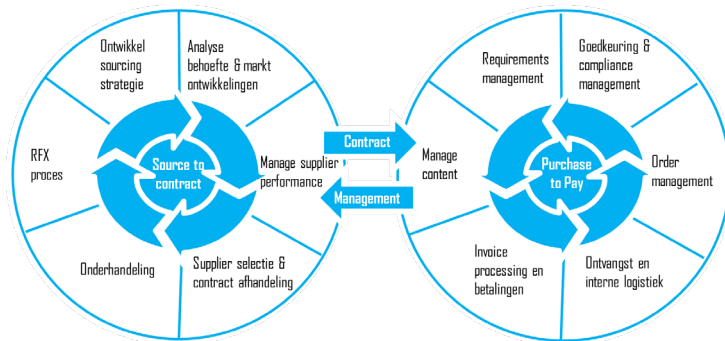 Ontwikkel
sourcing
strategie
Analyse
behoefte & markt
ontwikkelingen
RFX
proces
Source to
contract
Manage supplier
performance
Onderhandeling
Supplier selectie &
contract afhandeling
Contract
Management
Requirements
management
Goedkeuring &
compliance
management
Manage
content
Purchase
to Pay
Order
management
Invoice
processing en
betalingen
Ontvangst en
interne logistiek